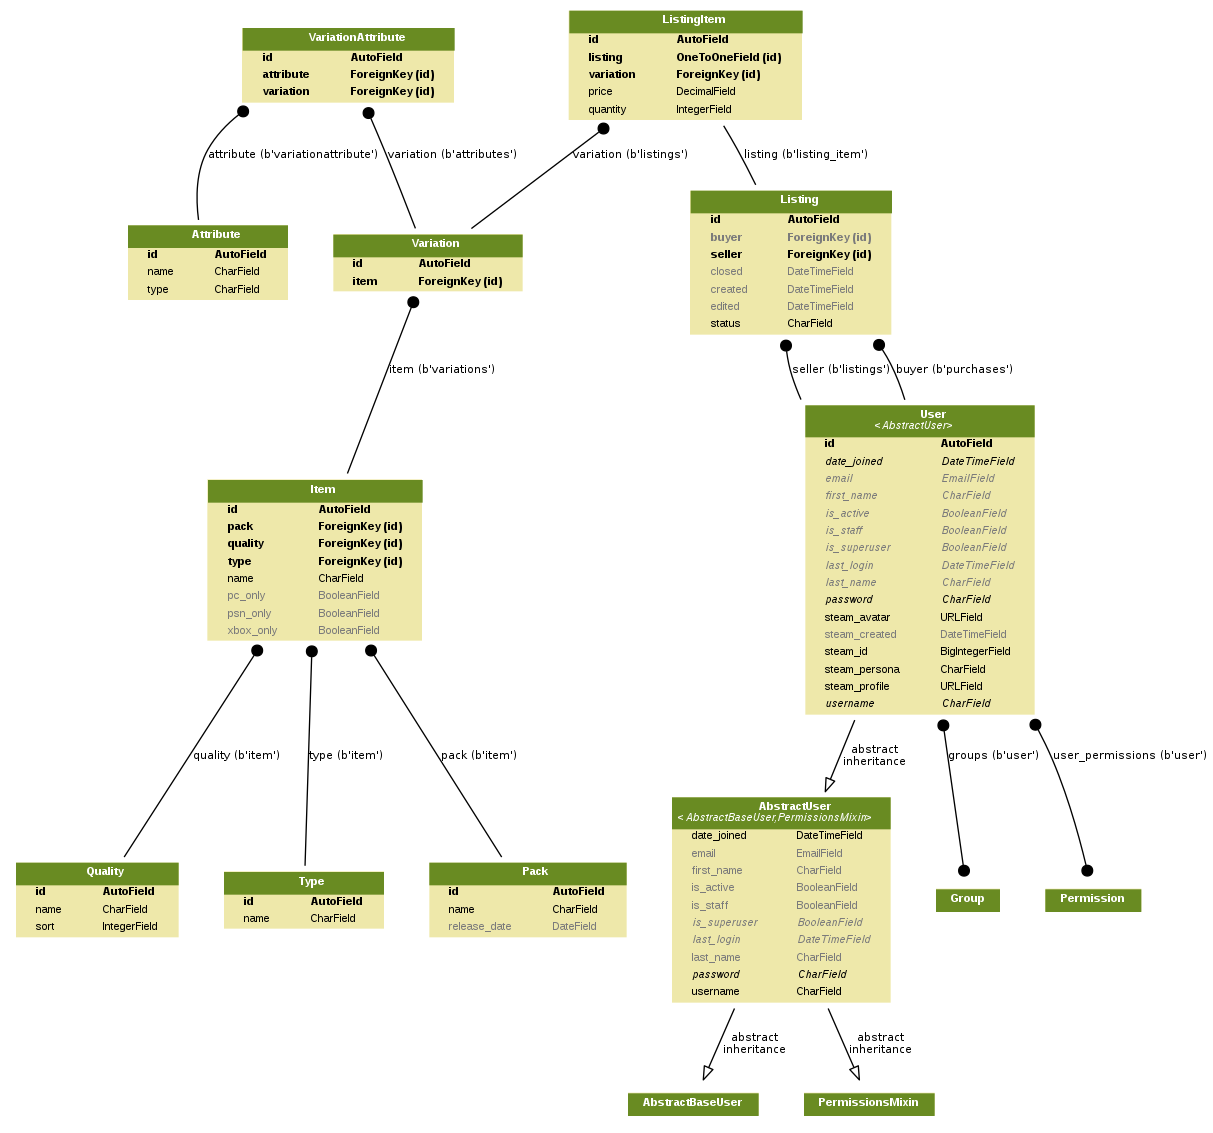 VariationAttribute
id AutoField
attribute ForeignKey (id)
variation ForeignKey (id)
ListingItem
id AutoField
listing OneToOneField (id)
variation ForeignKey (id)
price DecimalField
quantity IntegerField
attribute (b'variationattribute')
variation (b'attributes')
variation (b'listings')
listing (b'listing_item')
Attribute
id AutoField
name CharField
type CharField
Variation
id AutoField
item ForeignKey (id)
Listing
id AutoField
buyer ForeignKey (id)
seller ForeignKey (id)
closed DateTimeField
created DateTimeField
edited DateTimeField
status CharField
item (b'variations')
seller (b'listings')
buyer (b'purchases')
User
<AbstractUser>
id AutoField
date_joined DateTimeField
email EmailField
first_name CharField
is_active BooleanField
is_staff BooleanField
is_superuser BooleanField
last_login DateTimeField
last_name CharField
password CharField
steam_avatar URLField
steam_created DateTimeField
steam_id BigIntegerField
steam_persona CharField
steam_profile URLField
username CharField
Item
id AutoField
pack ForeignKey (id)
quality ForeignKey (id)
type ForeignKey (id)
name CharField
pc_only BooleanField
psn_only BooleanField
xbox_only BooleanField
quality (b'item')
type (b'item')
pack (b'item')
abstract
inheritance
groups (b'user')
user_permissions (b'user')
Quality
id AutoField
name CharField
sort IntegerField
Type
id AutoField
name CharField
Pack
id AutoField
name CharField
release_date DateField
AbstractUser
<AbstractBaseUser,PermissionsMixin>
date_joined DateTimeField
email EmailField
first_name CharField
is_active BooleanField
is_staff BooleanField
is_superuser BooleanField
last_login DateTimeField
last_name CharField
password CharField
username CharField
Group
Permission
abstract
inheritance
abstract
inheritance
AbstractBaseUser
PermissionsMixin